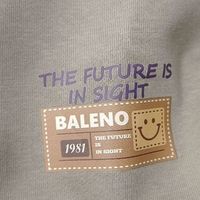 THE FUTURE IS
IN SIGHT
BALENO
1981
THE FUTURE
IS
IN SIGHT